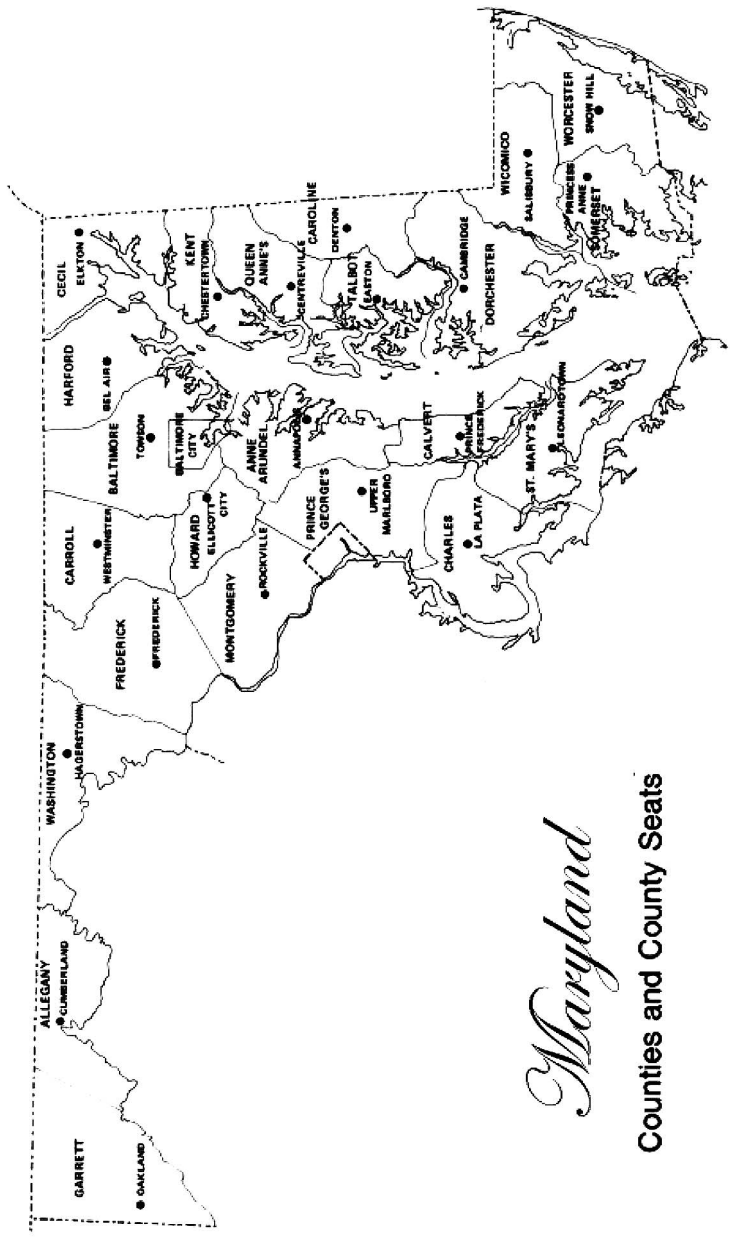 GARRETT
OAKLAND
ALLEGANY
CUMBERLAND
WASHINGTON
HAGERSTOWN
FREDERICK
FREDERICK
CARROLL
WESTMINSTER
BALTIMORE
TOWSON
BALTIMORE
CITY
HARFORD
BEL AIR
CECIL
ELKTON
KENT
CHESTERTOWN
QUEEN
ANNE'S
CENTREVILLE
CAROLINE
DENTON
TALBOT
EASTON
HOWARD
ELLICOTT
CITY
MONTGOMERY
ROCKVILLE
ANNE
ARUNDEL
ANNAPOLIS
PRINCE
GEORGE'S
UPPER
MARLBORO
CALVERT
PRINCE
FREDERICK
CHARLES
LA PLATA
ST. MARY'S
LEONARDTOWN
CAMBRIDGE
DORCHESTER
WICOMICO
SALISBURY
WORCESTER
SNOW HILL
PRINCESS
ANNE
SOMERSET
Maryland
Counties and County Seats